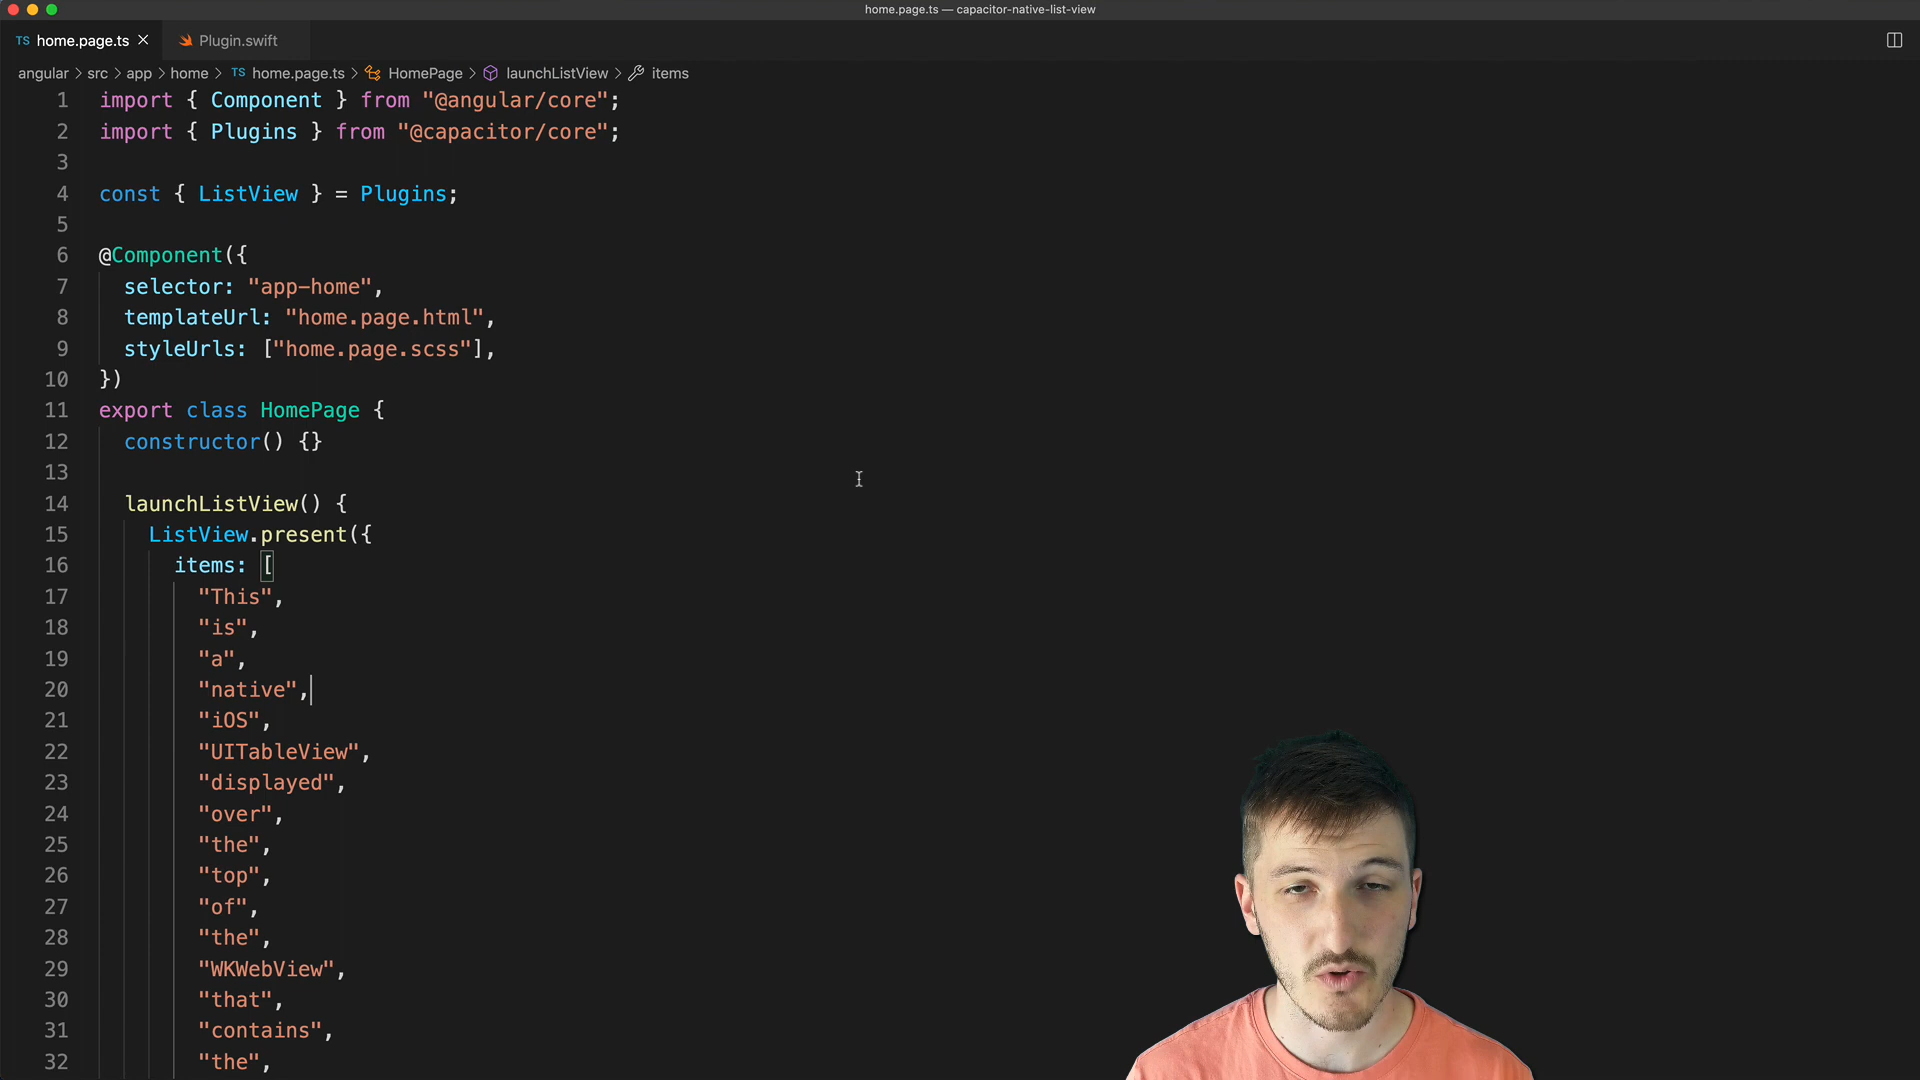 home.page.ts — capacitor-native-list-view
TS home.page.ts Plugin.swift
angular > src > app > home > TS home.page.ts > HomePage > launchListView > items
1 import { Component } from "@angular/core";
2 import { Plugins } from "@capacitor/core";
3
4 const { ListView } = Plugins;
5
6 @Component({
7 selector: "app-home",
8 templateUrl: "home.page.html",
9 styleUrls: ["home.page.scss"],
10 })
11 export class HomePage {
12 constructor() {}
13
14 launchListView() {
15 ListView.present({
16 items: [
17 "This",
18 "is",
19 "a",
20 "native",
21 "iOS",
22 "UITableView",
23 "displayed",
24 "over",
25 "the",
26 "top",
27 "of",
28 "the",
29 "WKWebView",
30 "that",
31 "contains",
32 "the",